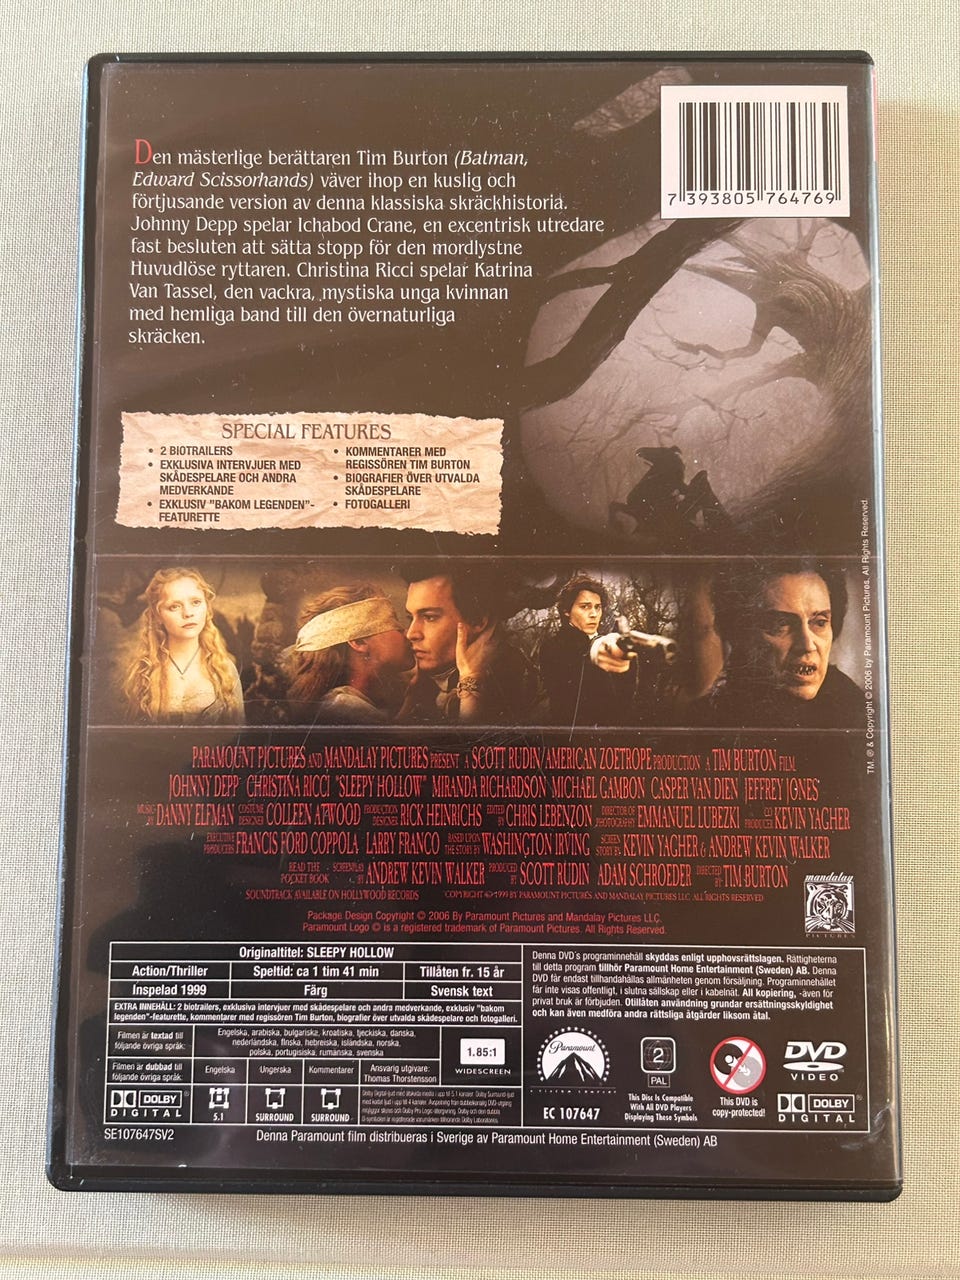 Den mästerlige berättaren Tim Burton (Batman,
Edward Scissorhands) väver ihop en kuslig och
förtjusande version av denna klassiska skräckhistoria.
Johnny Depp spelar Ichabod Crane, en excentrisk utredare
fast besluten att sätta stopp för den mordlystne
Huvudlöse ryttaren. Christina Ricci spelar Katrina
Van Tassel, den vackra, mystiska unga kvinnan
med hemliga band till den övernaturliga
skräcken.
7 393805 764769
SPECIAL FEATURES
• 2 BIOTRAILERS
• EXKLUSIVA INTERVJUER MED
SKÅDESPELARE OCH ANDRA
MEDVERKANDE
• EXKLUSIV "BAKOM LEGENDEN"-
FEATURETTE
• KOMMENTARER MED
REGISSÖREN TIM BURTON
• BIOGRAFIER ÖVER UTVALDA
SKÅDESPELARE
• FOTOGALLERI
TM, ® & Copyright © 2006 by Paramount Pictures. All Rights Reserved.
PARAMOUNT PICTURES AND MANDALAY PICTURES PRESENT A SCOTT RUDIN/AMERICAN ZOETROPE PRODUCTION A TIM BURTON FILM
JOHNNY DEPP CHRISTINA RICCI "SLEEPY HOLLOW" MIRANDA RICHARDSON MICHAEL GAMBON CASPER VAN DIEN JEFFREY JONES
MUSIC BY DANNY ELFMAN COSTUME DESIGNER COLLEEN ATWOOD PRODUCTION DESIGNER RICK HEINRICHS EDITED BY CHRIS LEBENZON DIRECTOR OF PHOTOGRAPHY EMMANUEL LUBEZKI CO PRODUCER KEVIN YAGHER
EXECUTIVE PRODUCERS FRANCIS FORD COPPOLA LARRY FRANCO BASED UPON THE STORY BY WASHINGTON IRVING SCREEN STORY BY KEVIN YAGHER & ANDREW KEVIN WALKER
READ THE POCKET BOOK SCREENPLAY BY ANDREW KEVIN WALKER PRODUCED BY SCOTT RUDIN ADAM SCHROEDER DIRECTED BY TIM BURTON
SOUNDTRACK AVAILABLE ON HOLLYWOOD RECORDS COPYRIGHT © 1999 BY PARAMOUNT PICTURES AND MANDALAY PICTURES LLC ALL RIGHTS RESERVED
mandalay
PICTURES
Package Design Copyright © 2006 By Paramount Pictures and Mandalay Pictures LLC.
Paramount Logo © is a registered trademark of Paramount Pictures. All Rights Reserved.
Originaltitel: SLEEPY HOLLOW
Action/Thriller Speltid: ca 1 tim 41 min Tillåten fr. 15 år
Inspelad 1999 Färg Svensk text
EXTRA INNEHÅLL: 2 biotrailers, exklusiva intervjuer med skådespelare och andra medverkande, exklusiv "bakom
legenden"-featurette, kommentarer med regissören Tim Burton, biografier över utvalda skådespelare och fotogalleri.
Filmen är textad till
följande övriga språk:
Engelska, arabiska, bulgariska, kroatiska, tjeckiska, danska,
nederländska, finska, hebreiska, isländska, norska,
polska, portugisiska, rumänska, svenska
Filmen är dubbad till
följande övriga språk:
Engelska Ungerska Kommentarer
Ansvarig utgivare:
Thomas Thorstensson
DOLBY
DIGITAL
5.1 SURROUND SURROUND
1.85:1
WIDESCREEN
Denna DVD's programinnehåll skyddas enligt upphovsrättslagen. Rättigheterna
till detta program tillhör Paramount Home Entertainment (Sweden) AB. Denna
DVD får endast tillhandahållas allmänheten genom försäljning. Programinnehållet
får inte visas offentligt, i slutna sällskap eller i kabelnät. All kopiering, -även för
privat bruk är förbjuden. Otillåten användning grundar ersättningsskyldighet
och kan även medföra andra rättsliga åtgärder liksom åtal.
Paramount
EC 107647
2
PAL
This Disc Is Compatible
With All DVD Players
Displaying These Symbols
This DVD is
copy-protected!
DVD
VIDEO
DOLBY
DIGITAL
SE107647SV2
Denna Paramount film distribueras i Sverige av Paramount Home Entertainment (Sweden) AB